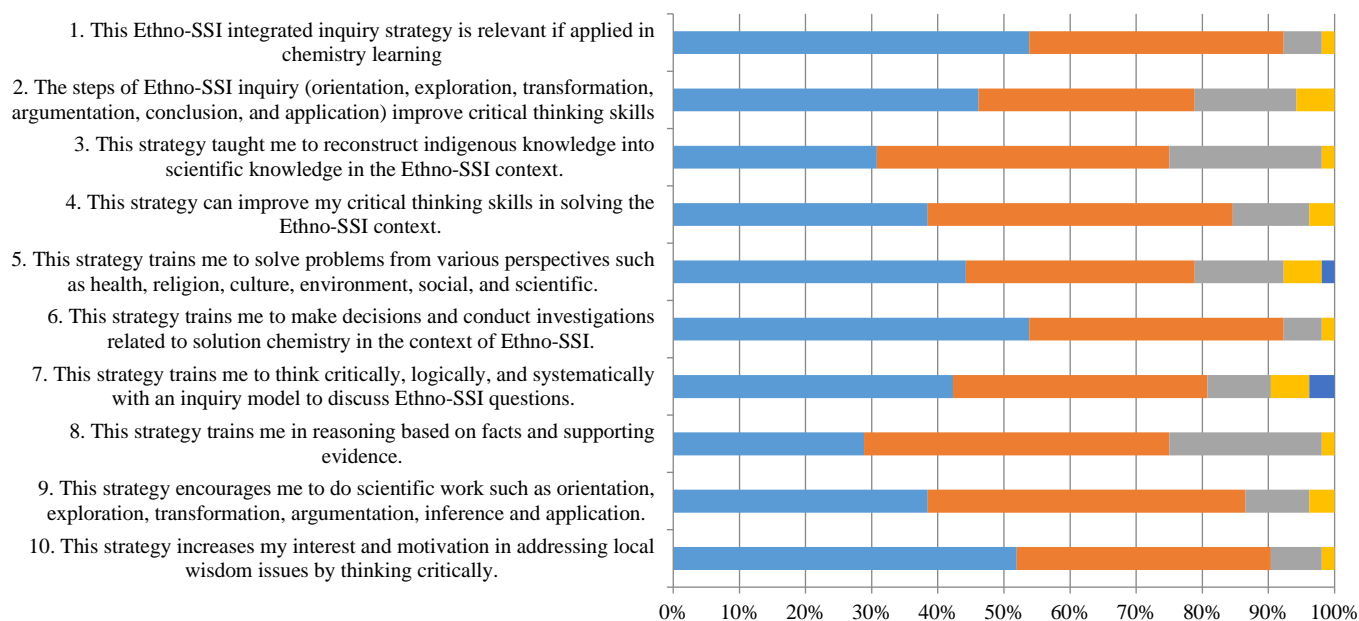 1. This Ethno-SSI integrated inquiry strategy is relevant if applied in
chemistry learning
2. The steps of Ethno-SSI inquiry (orientation, exploration, transformation,
argumentation, conclusion, and application) improve critical thinking skills
3. This strategy taught me to reconstruct indigenous knowledge into
scientific knowledge in the Ethno-SSI context.
4. This strategy can improve my critical thinking skills in solving the
Ethno-SSI context.
5. This strategy trains me to solve problems from various perspectives such
as health, religion, culture, environment, social, and scientific.
6. This strategy trains me to make decisions and conduct investigations
related to solution chemistry in the context of Ethno-SSI.
7. This strategy trains me to think critically, logically, and systematically
with an inquiry model to discuss Ethno-SSI questions.
8. This strategy trains me in reasoning based on facts and supporting
evidence.
9. This strategy encourages me to do scientific work such as orientation,
exploration, transformation, argumentation, inference and application.
10. This strategy increases my interest and motivation in addressing local
wisdom issues by thinking critically.
0% 10% 20% 30% 40% 50% 60% 70% 80% 90% 100%